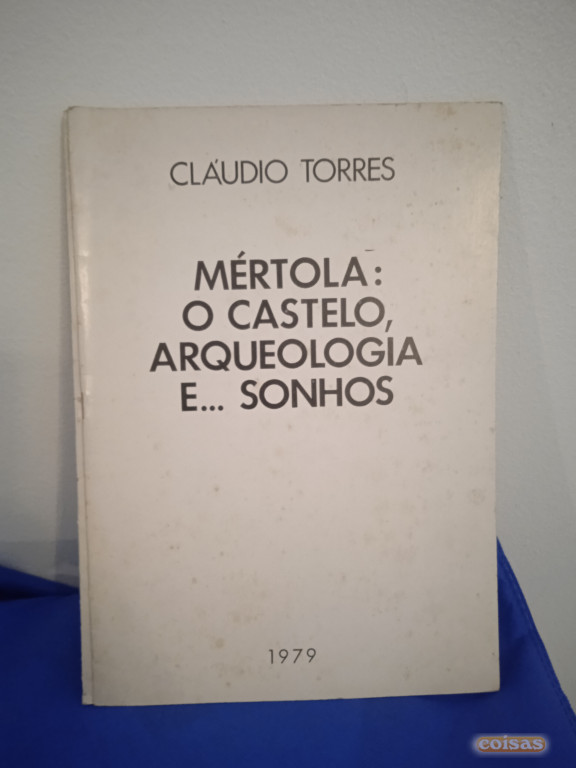 CLÁUDIO TORRES
MÉRTOLA:
O CASTELO,
ARQUEOLOGIA
E... SONHOS
1979
coisas